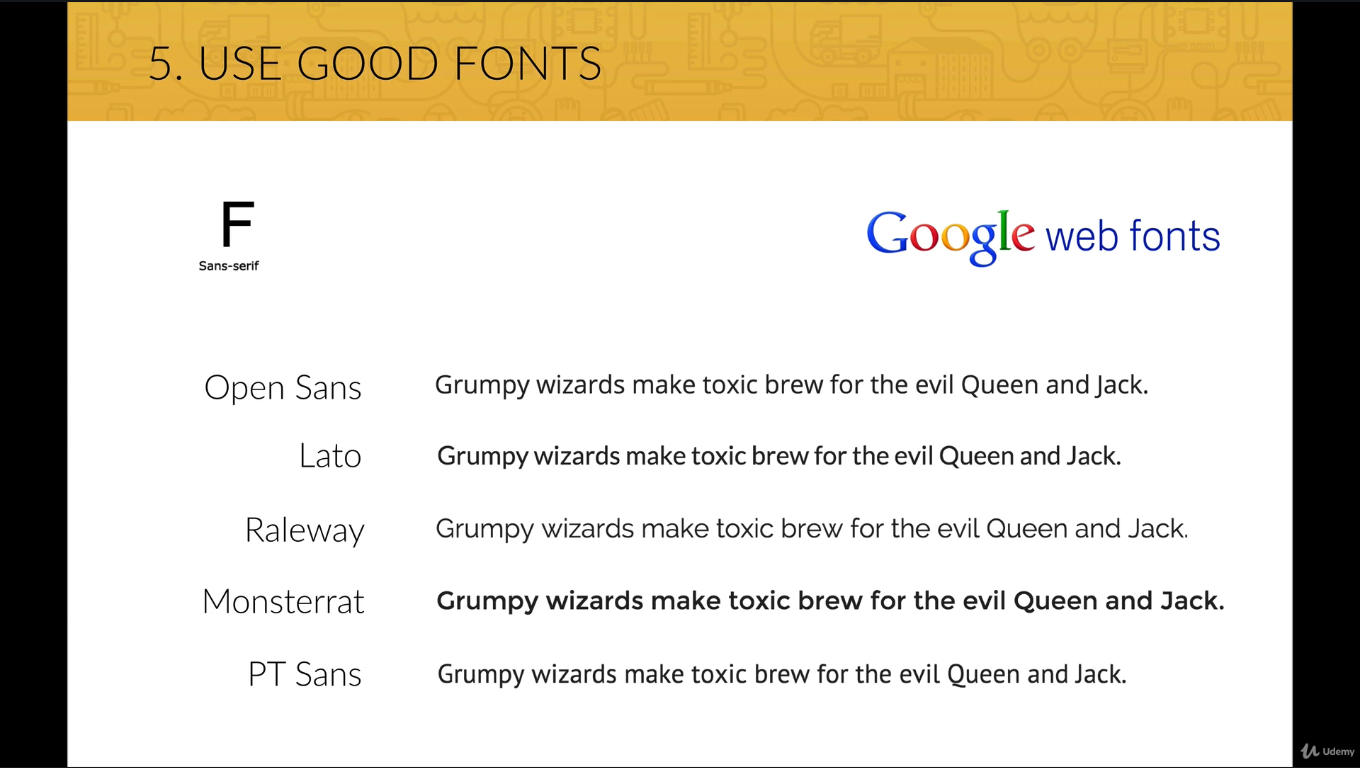 5. USE GOOD FONTS
F
Sans-serif
Google web fonts
Open Sans
Grumpy wizards make toxic brew for the evil Queen and Jack.
Lato
Grumpy wizards make toxic brew for the evil Queen and Jack.
Raleway
Grumpy wizards make toxic brew for the evil Queen and Jack.
Monsterrat
Grumpy wizards make toxic brew for the evil Queen and Jack.
PT Sans
Grumpy wizards make toxic brew for the evil Queen and Jack.
Udemy